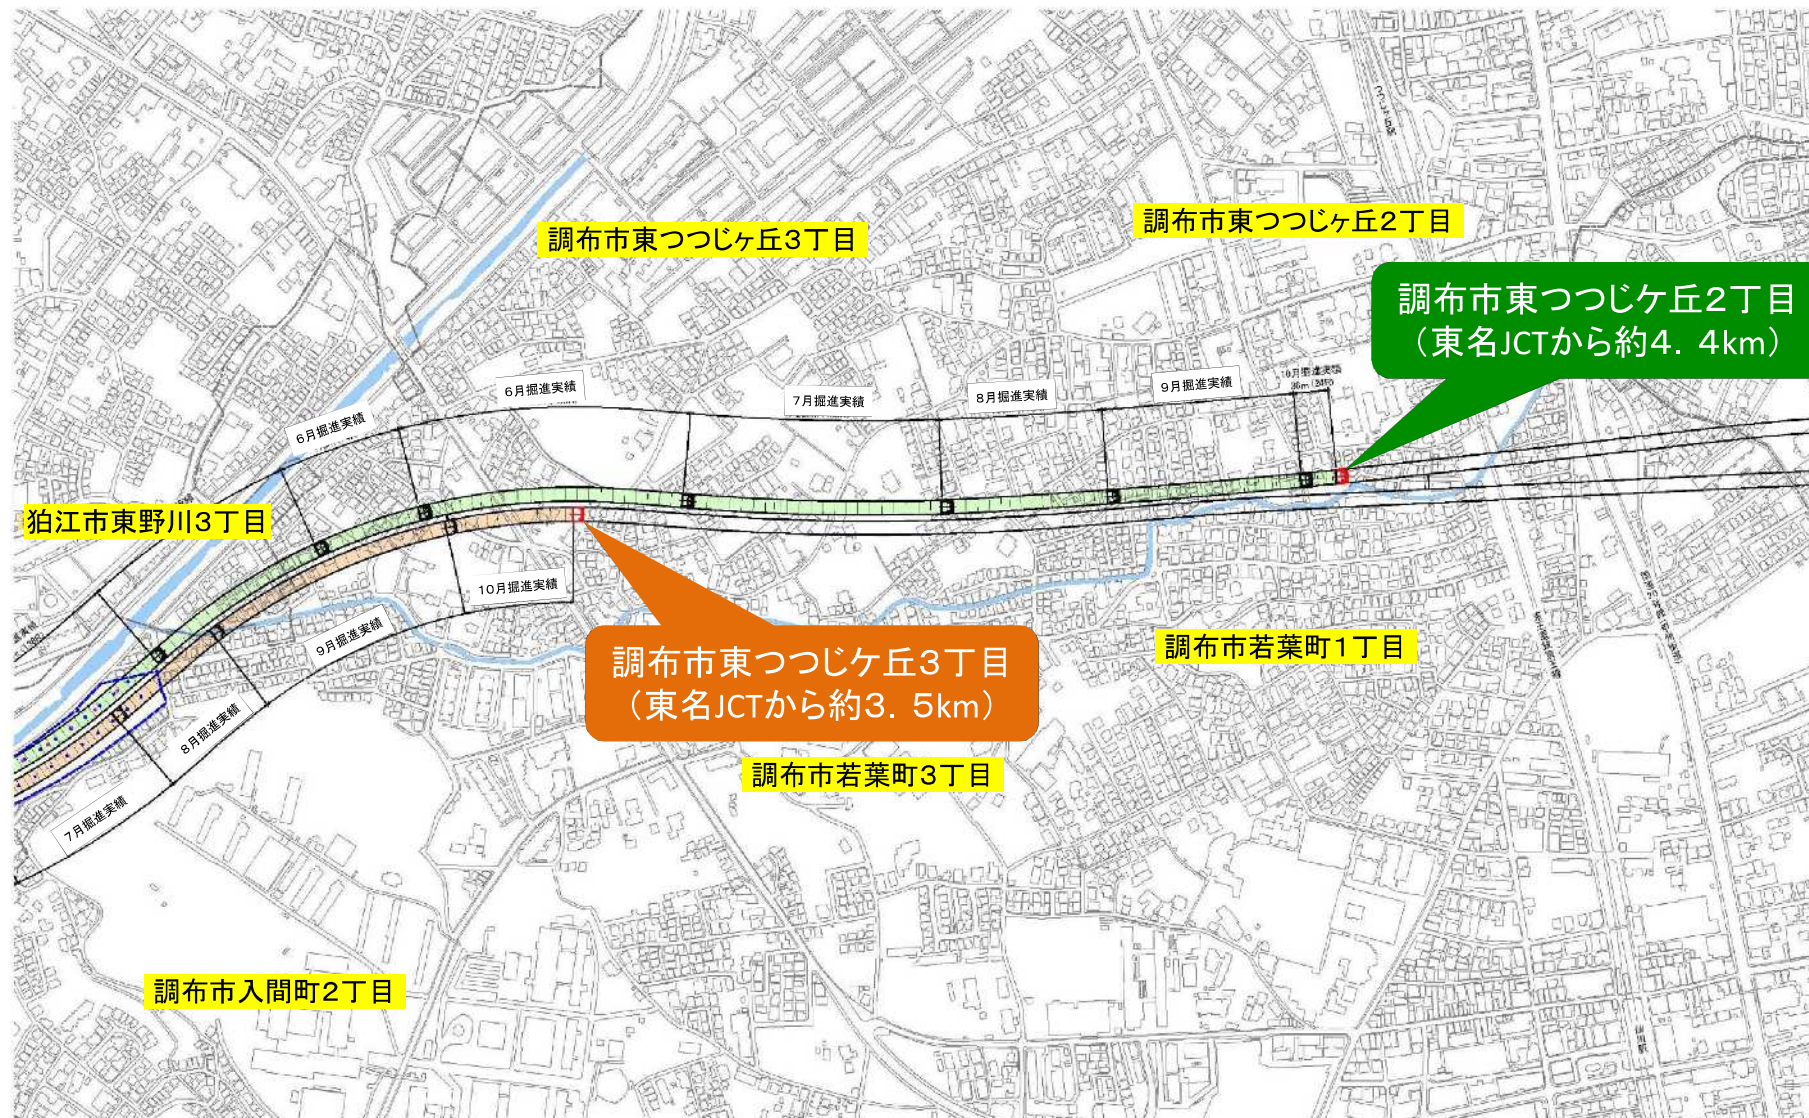 調布市東つつじヶ丘3丁目
調布市東つつじヶ丘2丁目
調布市東つつじケ丘2丁目
（東名JCTから約4．4km）
6月掘進実績
6月掘進実績
7月掘進実績
8月掘進実績
9月掘進実績
10月掘進実績
狛江市東野川3丁目
10月掘進実績
9月掘進実績
8月掘進実績
7月掘進実績
調布市東つつじケ丘3丁目
（東名JCTから約3．5km）
調布市若葉町1丁目
調布市若葉町3丁目
調布市入間町2丁目